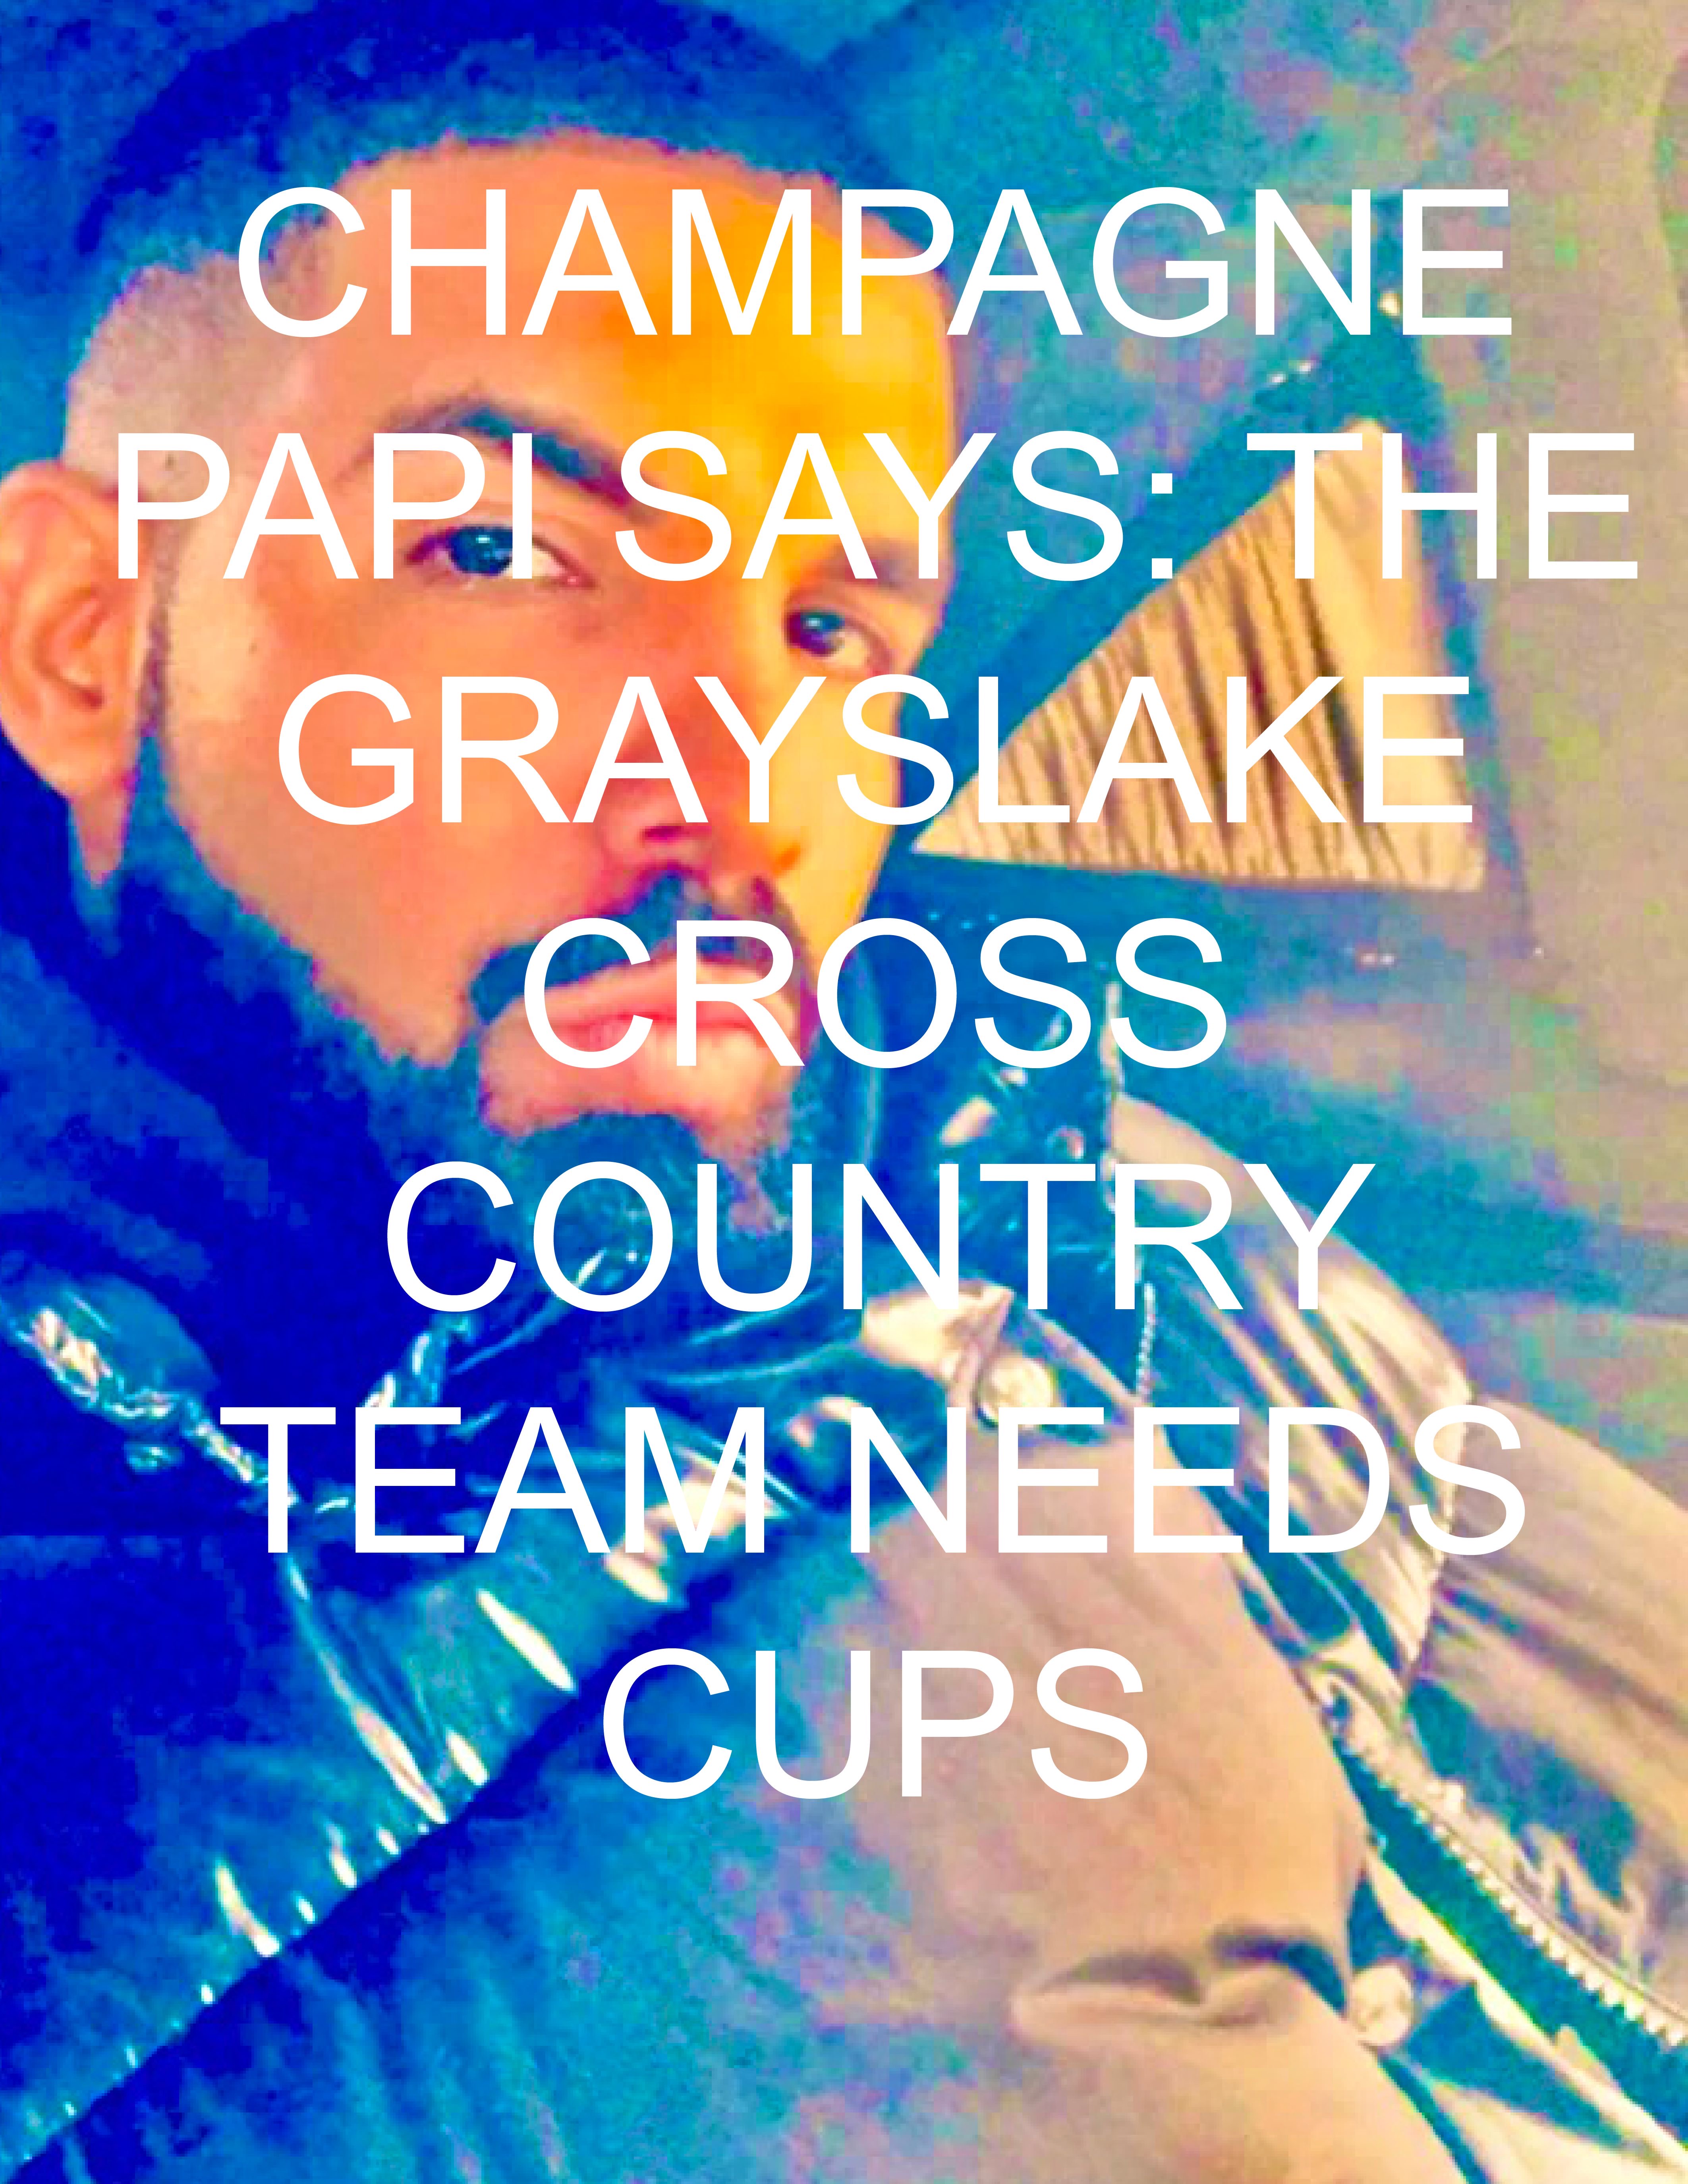 CHAMPAGNE
PAPI SAYS: THE
GRAYSLAKE
CROSS
COUNTRY
TEAM NEEDS
CUPS